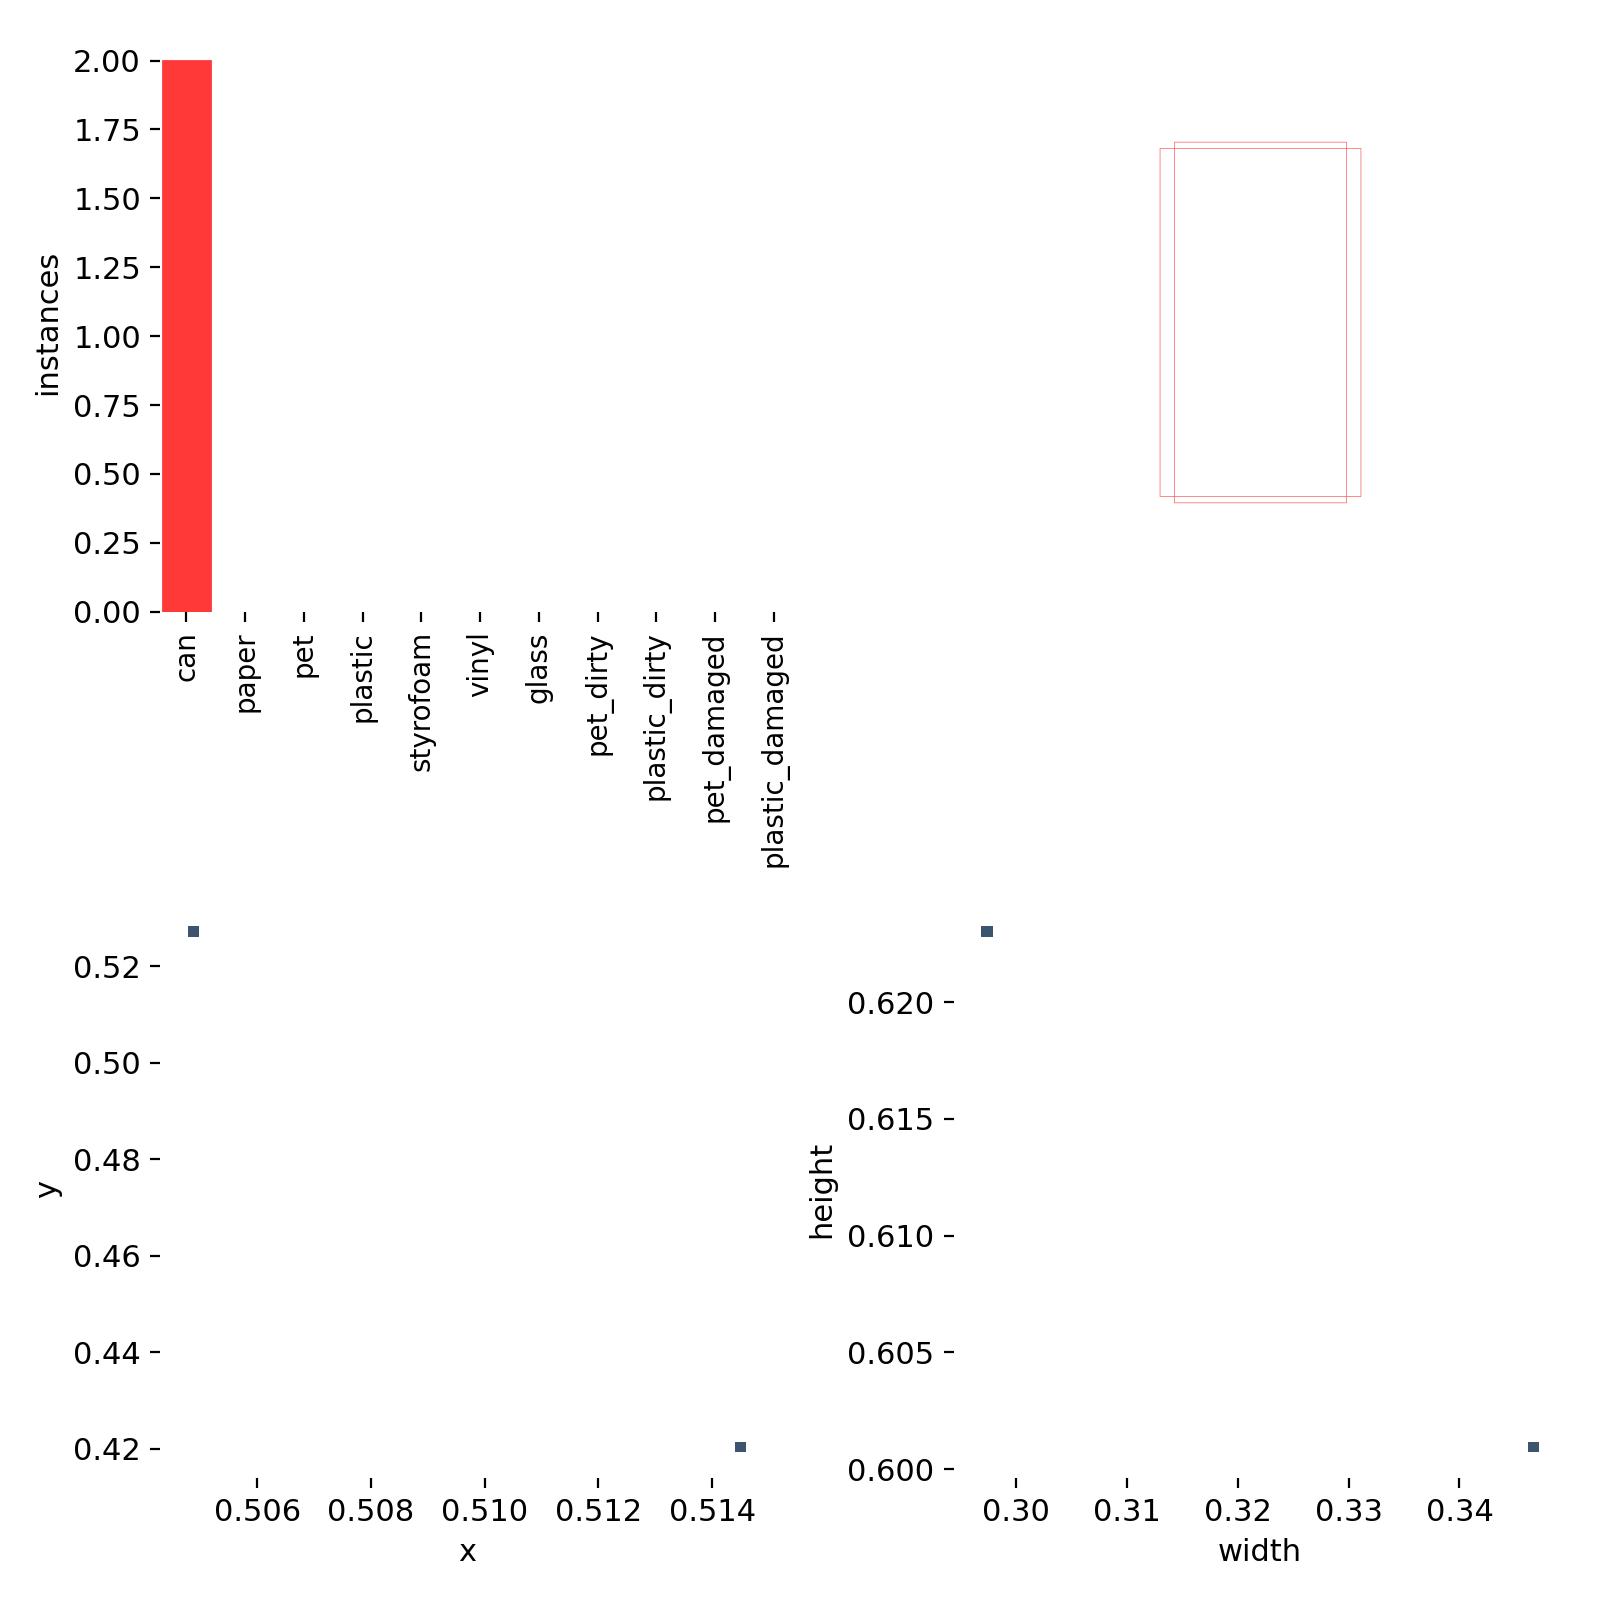 2.00
1.75
1.50
1.25
1.00
0.75
0.50
0.25
0.00
instances
can
paper
pet
plastic
styrofoam
vinyl
glass
pet_dirty
plastic_dirty
pet_damaged
plastic_damaged
0.52
0.50
0.48
0.46
0.44
0.42
y
0.506 0.508 0.510 0.512 0.514
x
0.620
0.615
0.610
0.605
0.600
height
0.30 0.31 0.32 0.33 0.34
width